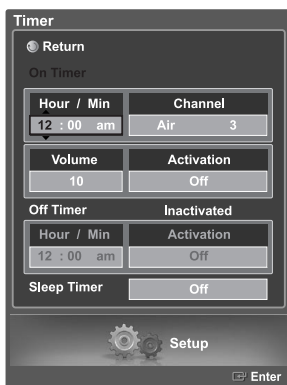 Timer
Return
On Timer
Hour / Min Channel
12 : 00 am Air 3
Volume Activation
10 Off
Off Timer Inactivated
Hour / Min Activation
12 : 00 am Off
Sleep Timer Off
Setup
Enter